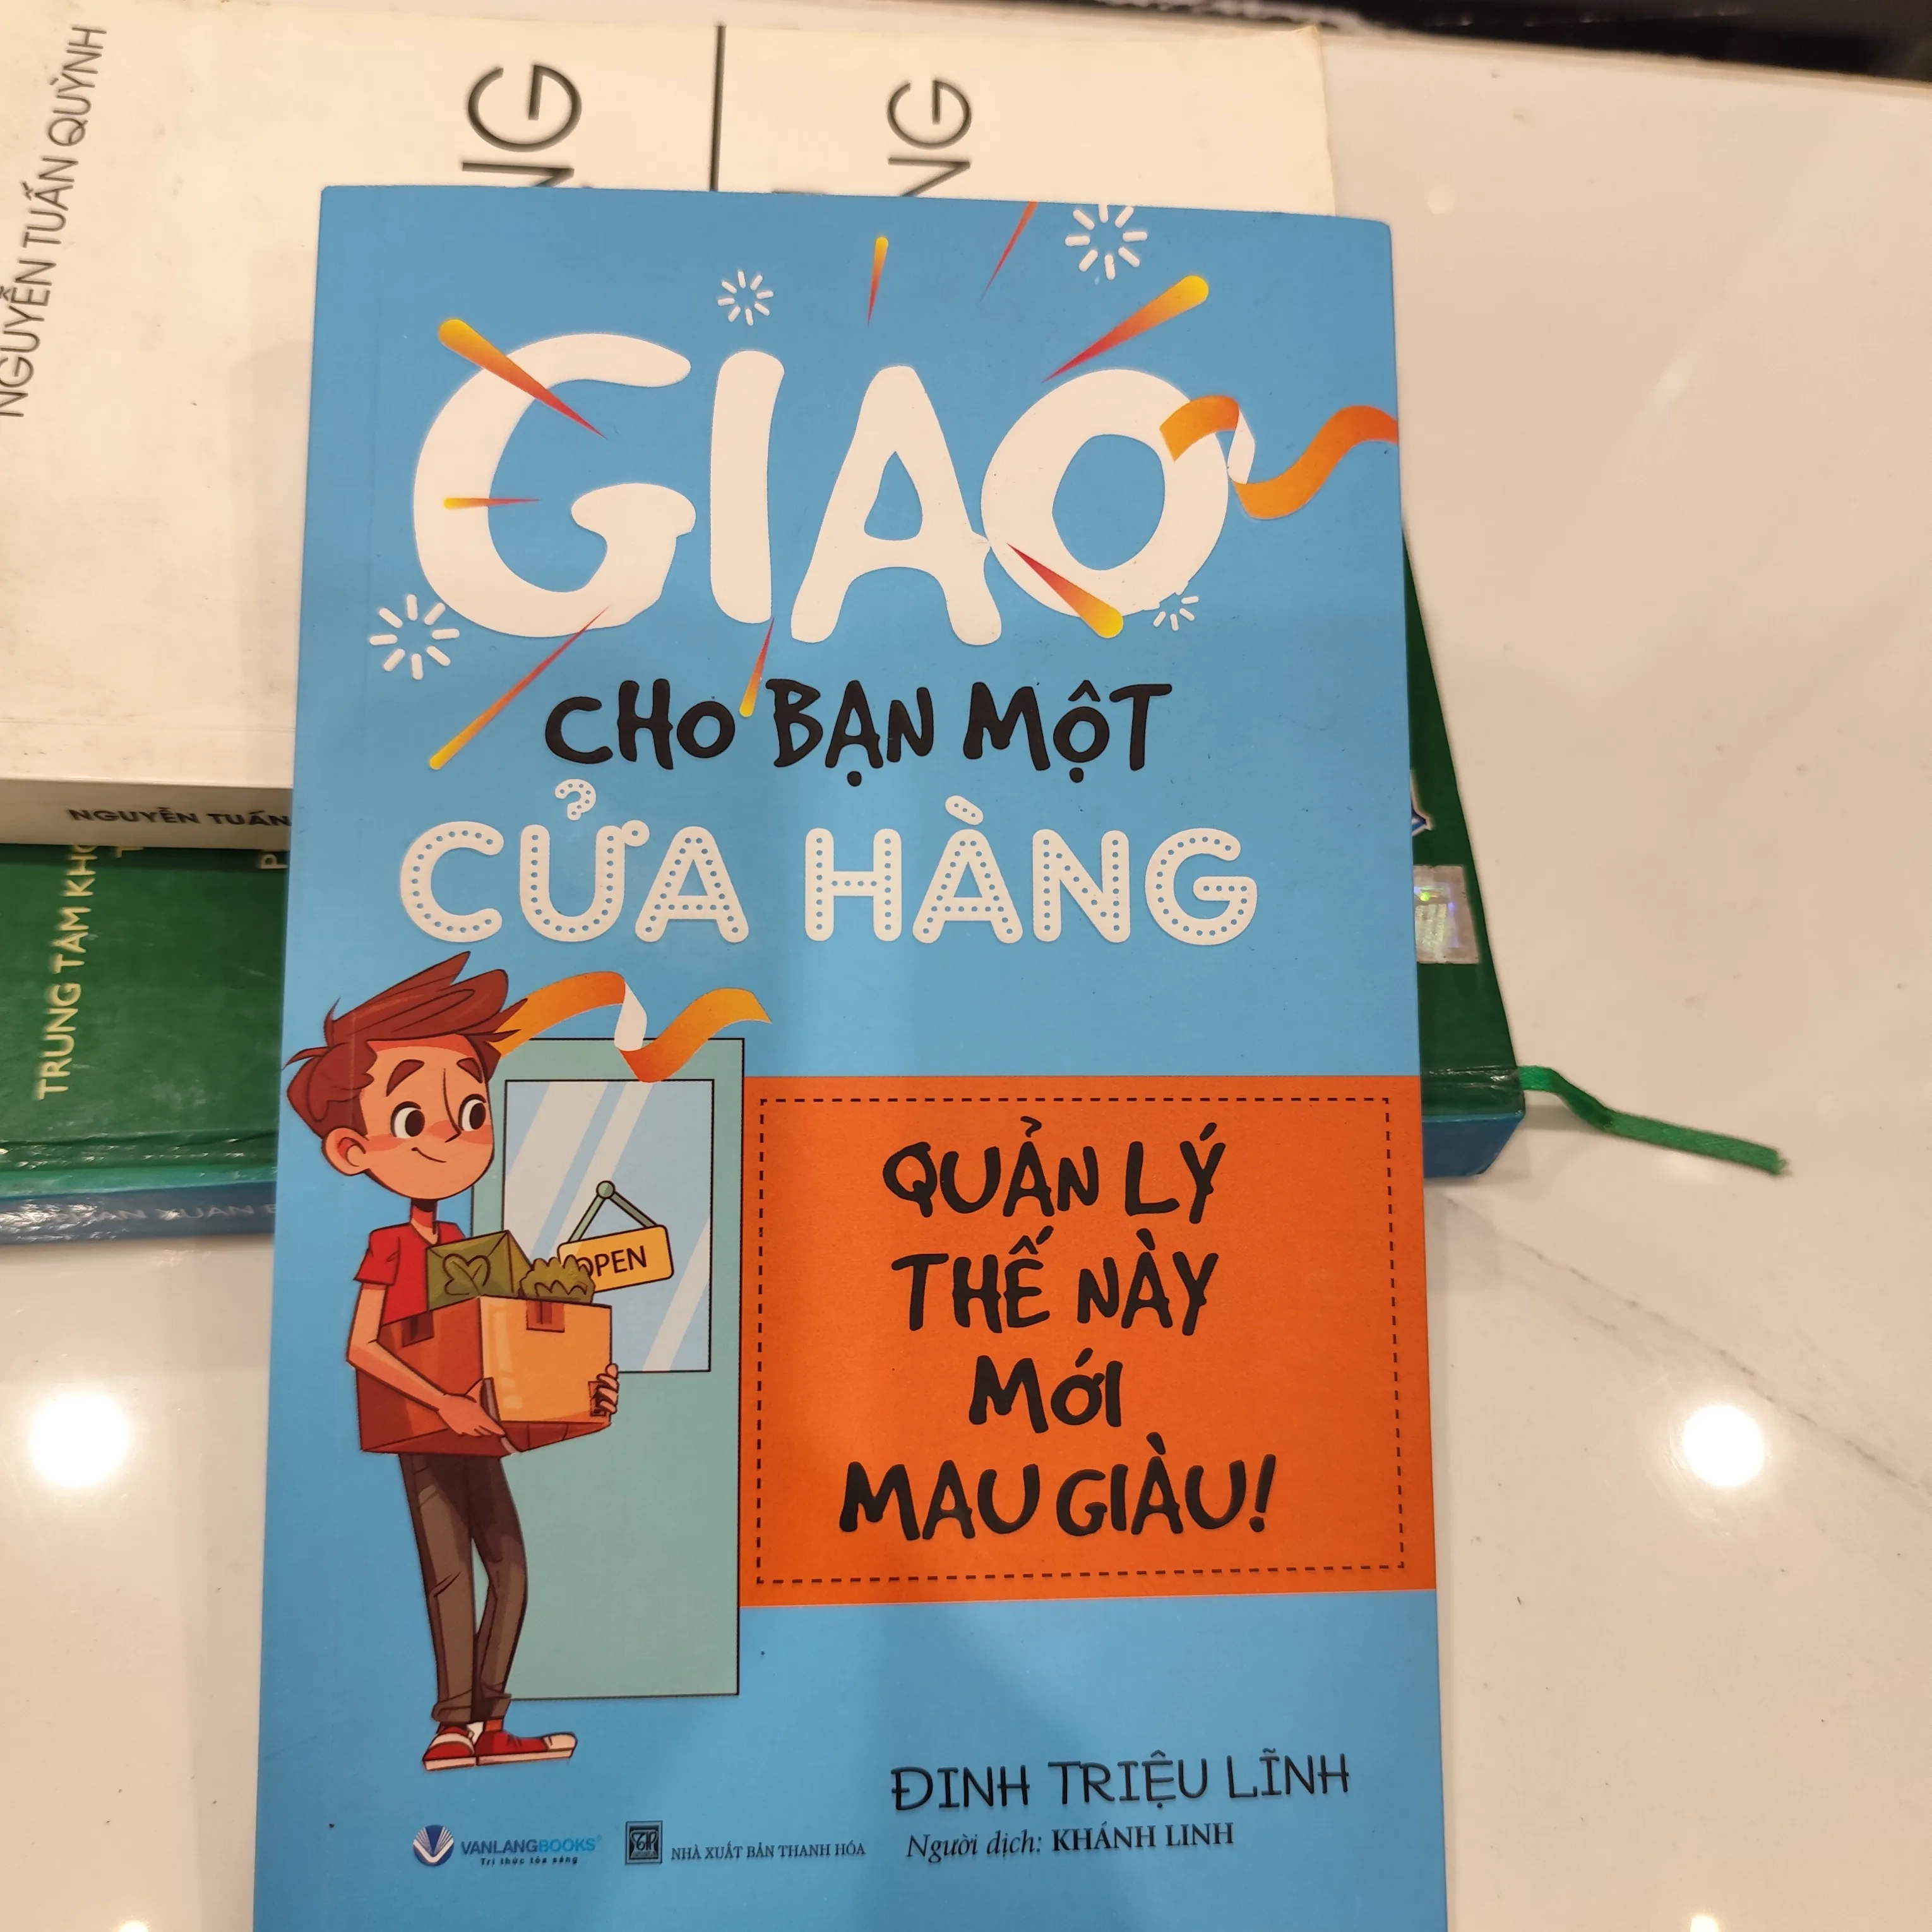 NGUYỄN TUẤN QUỲNH
NG
NG
NGUYỄN TUẤN
TRUNG TÂM
GIAO
CHO BẠN MỘT
CỬA HÀNG
OPEN
QUẢN LÝ
THẾ NÀY
MỚI
MAU GIÀU!
ĐINH TRIỆU LĨNH
Người dịch: KHÁNH LINH
VANLANGBOOKS®
Tri thức tỏa sáng
NHÀ XUẤT BẢN THANH HÓA